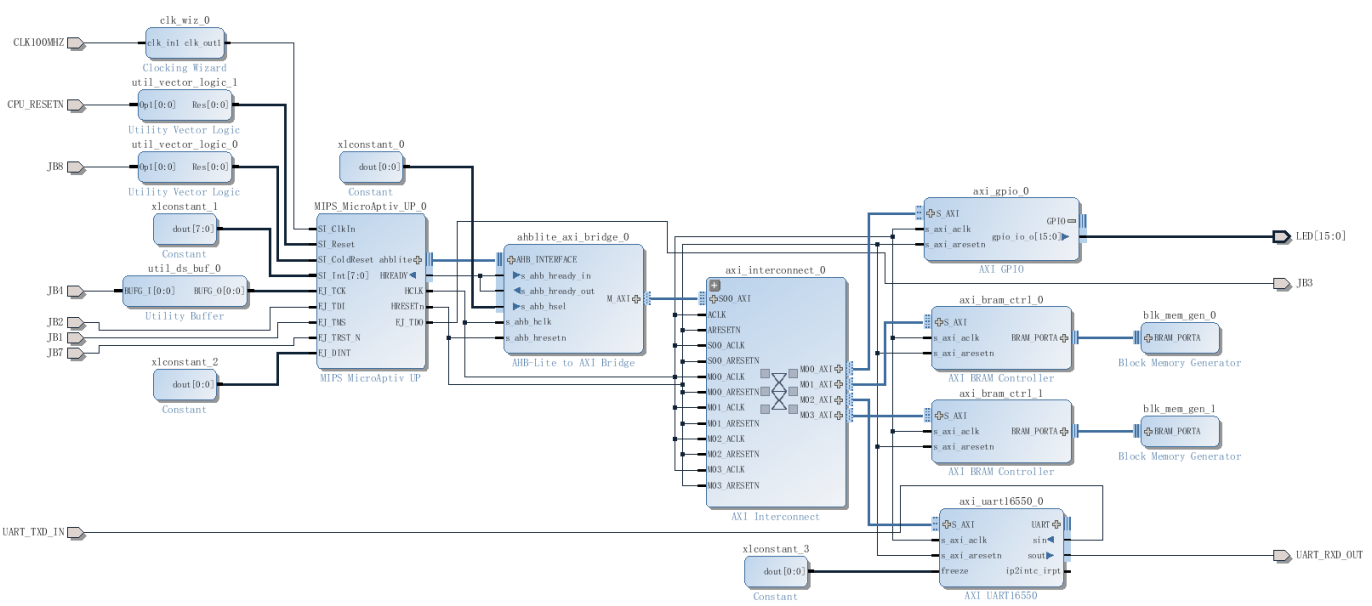 clk_wiz_0
CLK100MHZ
clk_in1 clk_out1
Clocking Wizard
util_vector_logic_1
CPU_RESETN
Op1[0:0] Res[0:0]
Utility Vector Logic
util_vector_logic_0
JB8
Op1[0:0] Res[0:0]
Utility Vector Logic
xlconstant_1
dout[7:0]
Constant
util_ds_buf_0
JB4
BUFG_I[0:0] BUFG_O[0:0]
Utility Buffer
JB2
JB1
JB7
xlconstant_2
dout[0:0]
Constant
UART_TXD_IN
xlconstant_0
dout[0:0]
Constant
MIPS_MicroAptiv_UP_0
SI_ClkIn
SI_Reset
SI_ColdReset ahblite
SI_Int[7:0] HREADY
EJ_TCK HCLK
EJ_TDI HRESETn
EJ_TMS EJ_TDO
EJ_TRST_N
EJ_DINT
MIPS MicroAptiv UP
ahblite_axi_bridge_0
AHB_INTERFACE
s_ahb_hready_in
s_ahb_hready_out
s_ahb_hsel M_AXI
s_ahb_hclk
s_ahb_hresetn
AHB-Lite to AXI Bridge
axi_interconnect_0
S00_AXI
ACLK
ARESETN
S00_ACLK
S00_ARESETN
M00_ACLK M00_AXI
M00_ARESETN M01_AXI
M01_ACLK M02_AXI
M01_ARESETN M03_AXI
M02_ACLK
M02_ARESETN
M03_ACLK
M03_ARESETN
AXI Interconnect
xlconstant_3
dout[0:0]
Constant
axi_gpio_0
S_AXI GPIO
s_axi_aclk gpio_io_o[15:0]
s_axi_aresetn
AXI GPIO
LED[15:0]
JB3
axi_bram_ctrl_0
S_AXI
s_axi_aclk BRAM_PORTA
s_axi_aresetn
AXI BRAM Controller
blk_mem_gen_0
BRAM_PORTA
Block Memory Generator
axi_bram_ctrl_1
S_AXI
s_axi_aclk BRAM_PORTA
s_axi_aresetn
AXI BRAM Controller
blk_mem_gen_1
BRAM_PORTA
Block Memory Generator
axi_uart16550_0
S_AXI UART
s_axi_aclk sin
s_axi_aresetn sout
freeze ip2intc_irpt
AXI UART16550
UART_RXD_OUT